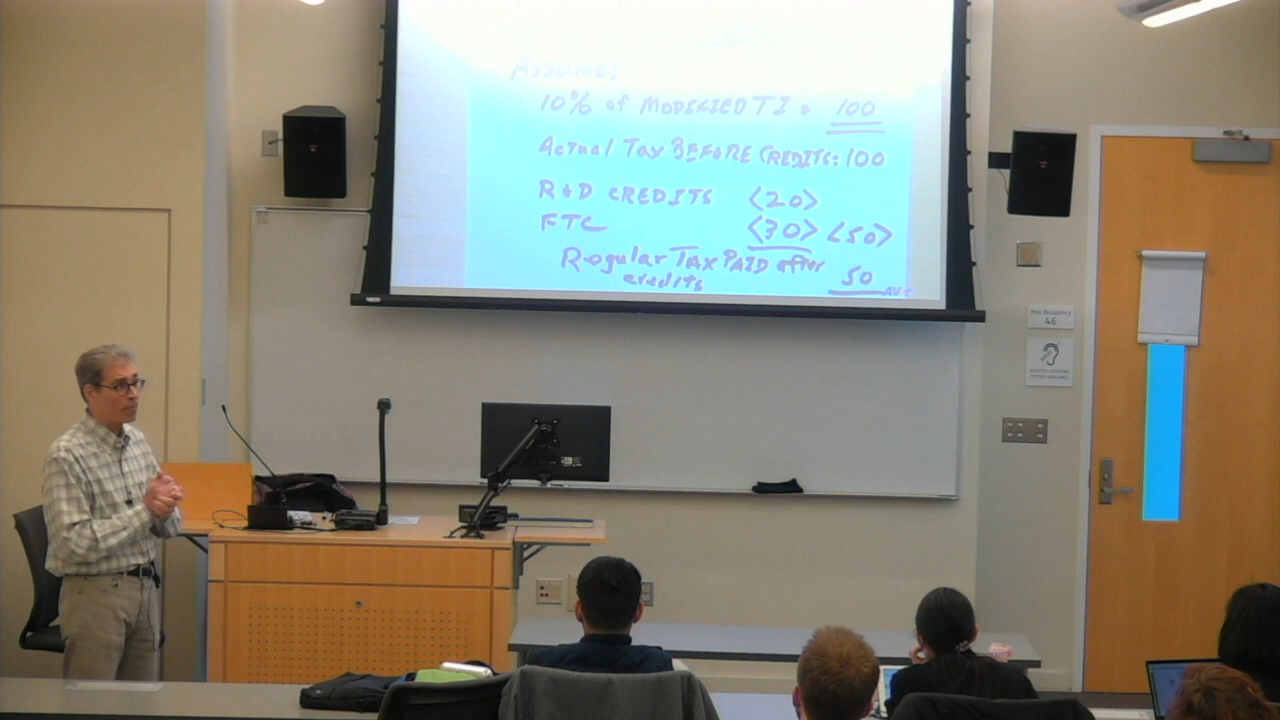 Assume:
10% of MODIFIED TI = 100
Actual Tax BEFORE CREDITS: 100
R+D CREDITS <20>
FTC <30> <50>
Regular TAX PAID after
credits 50
46